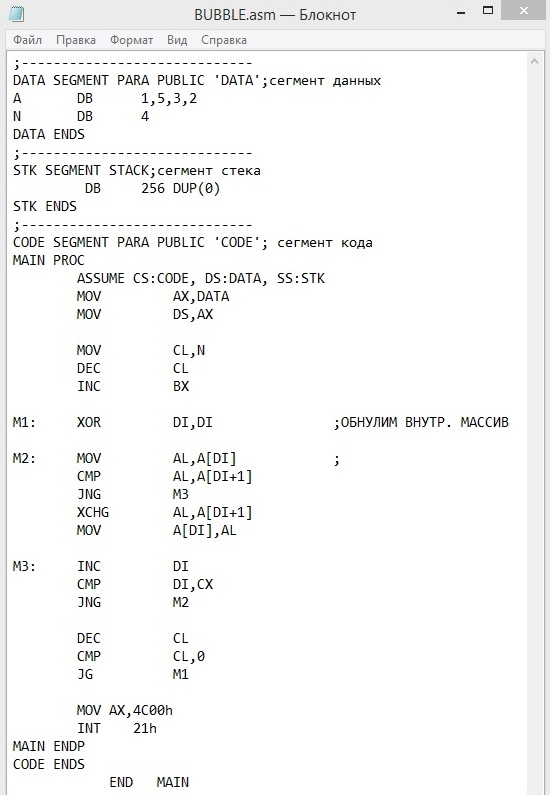 BUBBLE.asm — Блокнот
Файл Правка Формат Вид Справка
;-----------------------------
DATA SEGMENT PARA PUBLIC 'DATA';сегмент данных
A       DB      1,5,3,2
N       DB      4
DATA ENDS
;-----------------------------
STK SEGMENT STACK;сегмент стека
         DB     256 DUP(0)
STK ENDS
;-----------------------------
CODE SEGMENT PARA PUBLIC 'CODE'; сегмент кода
MAIN PROC
        ASSUME CS:CODE, DS:DATA, SS:STK
        MOV         AX,DATA
        MOV         DS,AX
        MOV         CL,N
        DEC         CL
        INC         BX
M1:     XOR         DI,DI               ;ОБНУЛИМ ВНУТР. МАССИВ
M2:     MOV         AL,A[DI]            ;
        CMP         AL,A[DI+1]
        JNG         M3
        XCHG        AL,A[DI+1]
        MOV         A[DI],AL
M3:     INC         DI
        CMP         DI,CX
        JNG         M2
        DEC         CL
        CMP         CL,0
        JG          M1
        MOV AX,4C00h
        INT    21h
MAIN ENDP
CODE ENDS
            END   MAIN